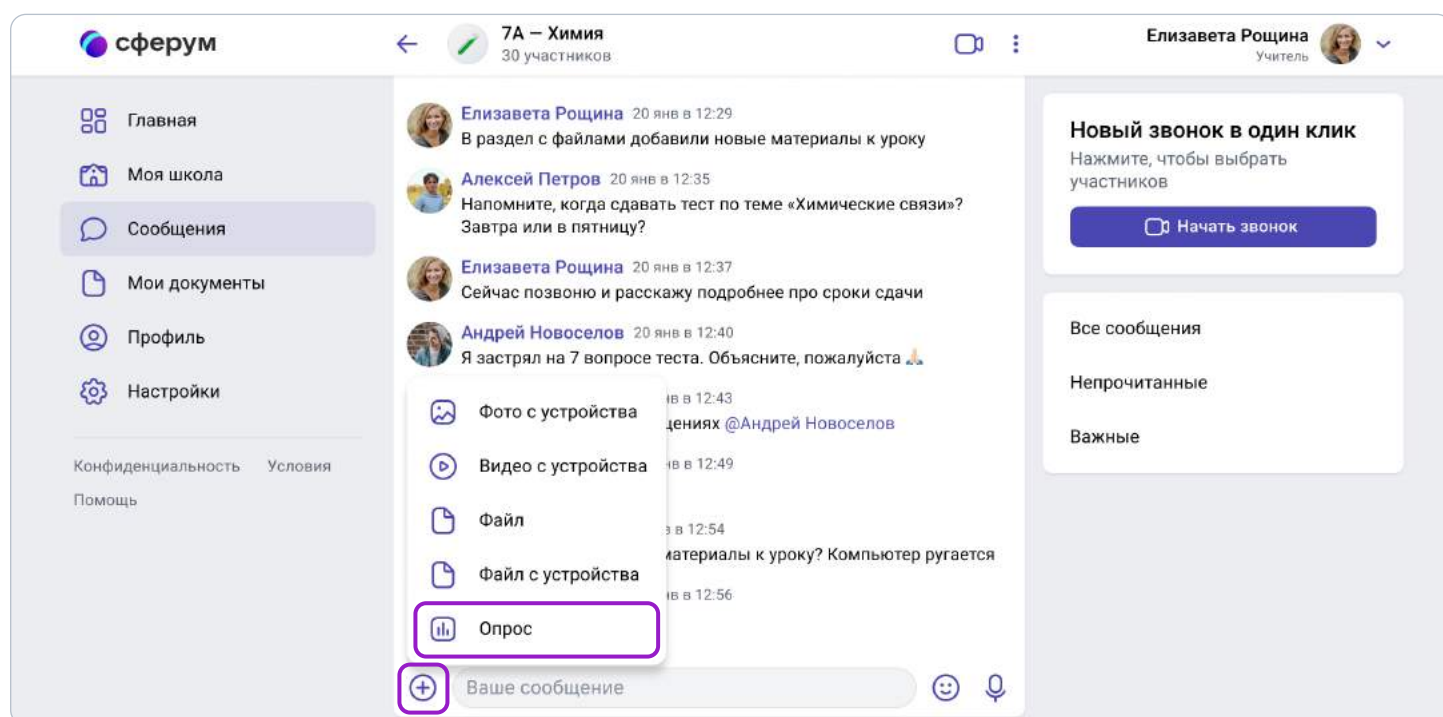 сферум
7А — Химия
30 участников
Елизавета Рощина
Учитель
Главная
Моя школа
Сообщения
Мои документы
Профиль
Настройки
Конфиденциальность Условия
Помощь
Елизавета Рощина 20 янв в 12:29
В раздел с файлами добавили новые материалы к уроку
Алексей Петров 20 янв в 12:35
Напомните, когда сдавать тест по теме «Химические связи»?
Завтра или в пятницу?
Елизавета Рощина 20 янв в 12:37
Сейчас позвоню и расскажу подробнее про сроки сдачи
Андрей Новоселов 20 янв в 12:40
Я застрял на 7 вопросе теста. Объясните, пожалуйста 🙏🏻
в 12:43
@Андрей Новоселов
в 12:49
в 12:54
материалы к уроку? Компьютер ругается
в 12:56
Фото с устройства
Видео с устройства
Файл
Файл с устройства
Опрос
Ваше сообщение
Новый звонок в один клик
Нажмите, чтобы выбрать
участников
Начать звонок
Все сообщения
Непрочитанные
Важные